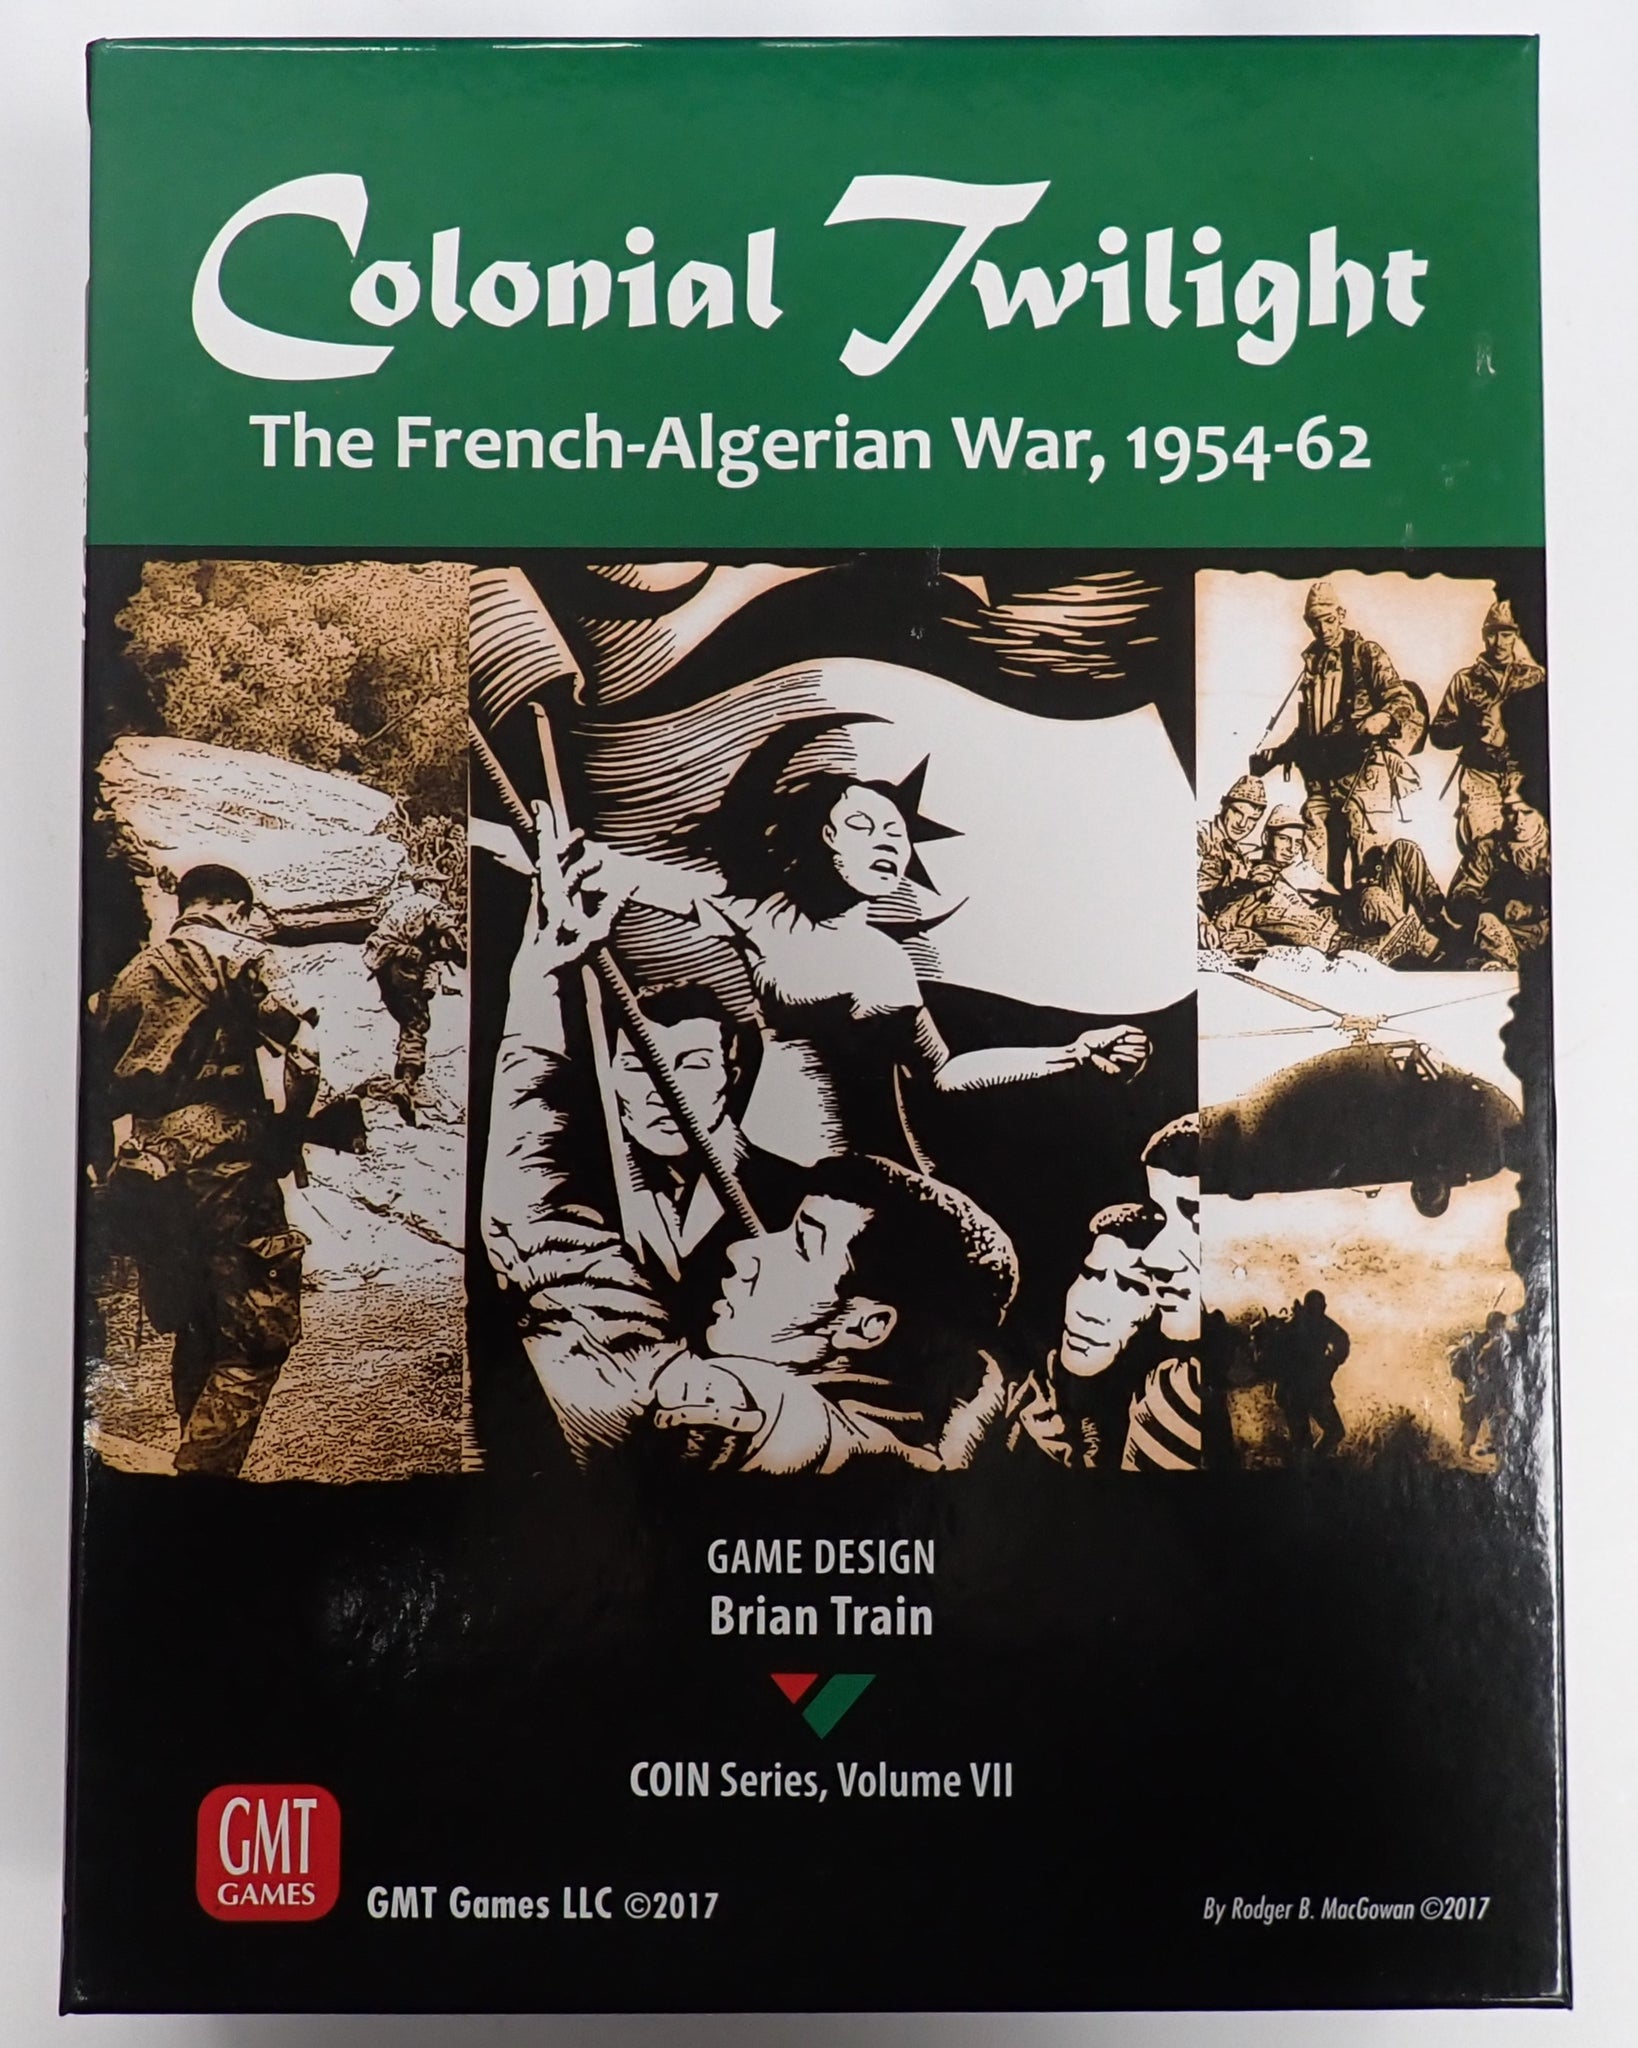 Colonial Twilight
The French-Algerian War, 1954-62
GAME DESIGN
Brian Train
COIN Series, Volume VII
GMT
GAMES
GMT Games LLC ©2017
By Rodger B. MacGowan ©2017